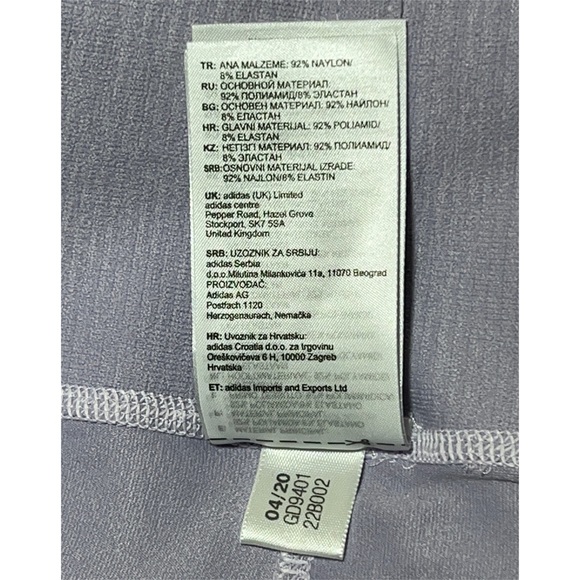 TR: ANA MALZEME: 92% NAYLON/
8% ELASTAN
RU: ОСНОВНОЙ МАТЕРИАЛ:
92% ПОЛИАМИД/8% ЭЛАСТАН
BG: ОСНОВЕН МАТЕРИАЛ: 92% НАЙЛОН/
8% ЕЛАСТАН
HR: GLAVNI MATERIJAL: 92% POLIAMID/
8% ELASTAN
KZ: НЕГІЗГІ МАТЕРИАЛ: 92% ПОЛИАМИД/
8% ЭЛАСТАН
SRB: OSNOVNI MATERIJAL IZRADE:
92% NAJLON/8% ELASTIN
UK: adidas (UK) Limited
adidas centre
Pepper Road, Hazel Grove
Stockport, SK7 5SA
United Kingdom
SRB: UZOZNIK ZA SRBIJU:
adidas Serbia
d.o.o.Milutina Milankovića 11a, 11070 Beograd
PROIZVOĐAČ:
Adidas AG
Postfach 1120
Herzogenaurach, Nemačka
HR: Uvoznik za Hrvatsku:
adidas Croatia d.o.o. za trgovinu
Oreškovićeva 6 H, 10000 Zagreb
Hrvatska
ET: adidas Imports and Exports Ltd
04/20
GD9401
22B002